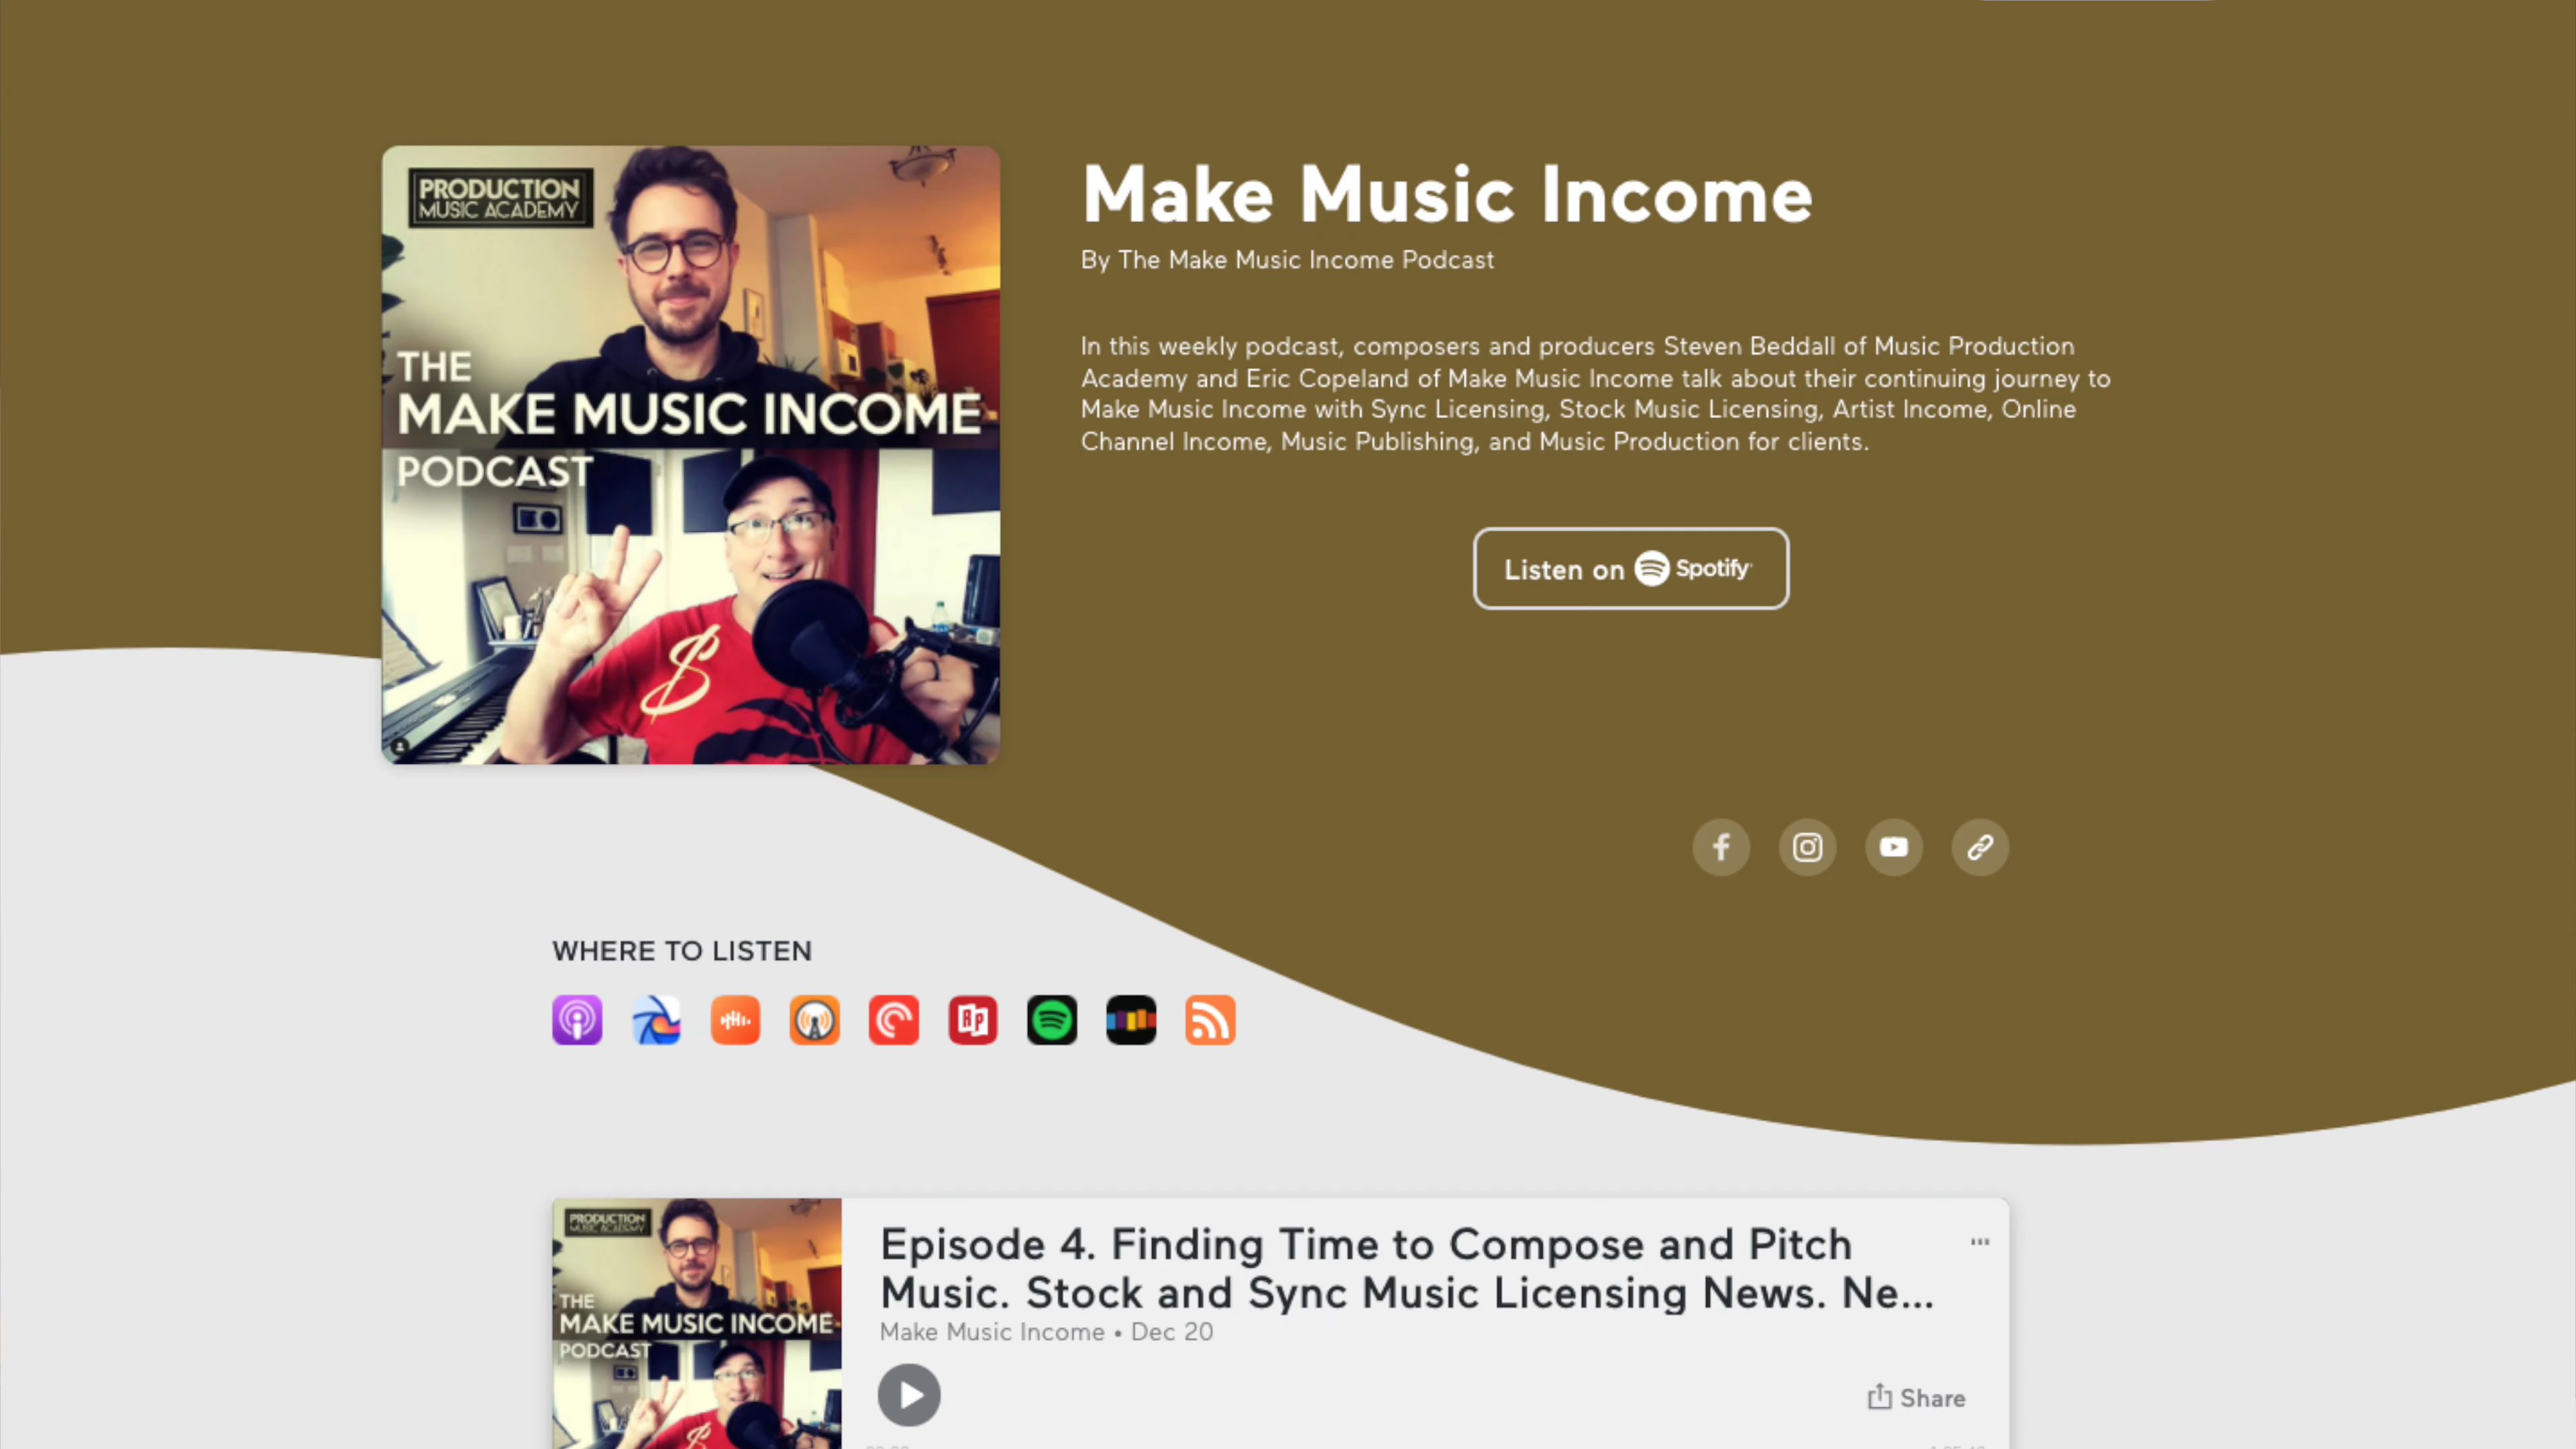 PRODUCTION
MUSIC ACADEMY
THE
MAKE MUSIC INCOME
PODCAST
Make Music Income
By The Make Music Income Podcast
In this weekly podcast, composers and producers Steven Beddall of Music Production
Academy and Eric Copeland of Make Music Income talk about their continuing journey to
Make Music Income with Sync Licensing, Stock Music Licensing, Artist Income, Online
Channel Income, Music Publishing, and Music Production for clients.
Listen on Spotify
WHERE TO LISTEN
Rp
PRODUCTION
MUSIC ACADEMY
THE
MAKE MUSIC INCOME
PODCAST
Episode 4. Finding Time to Compose and Pitch
Music. Stock and Sync Music Licensing News. Ne...
Make Music Income • Dec 20
Share